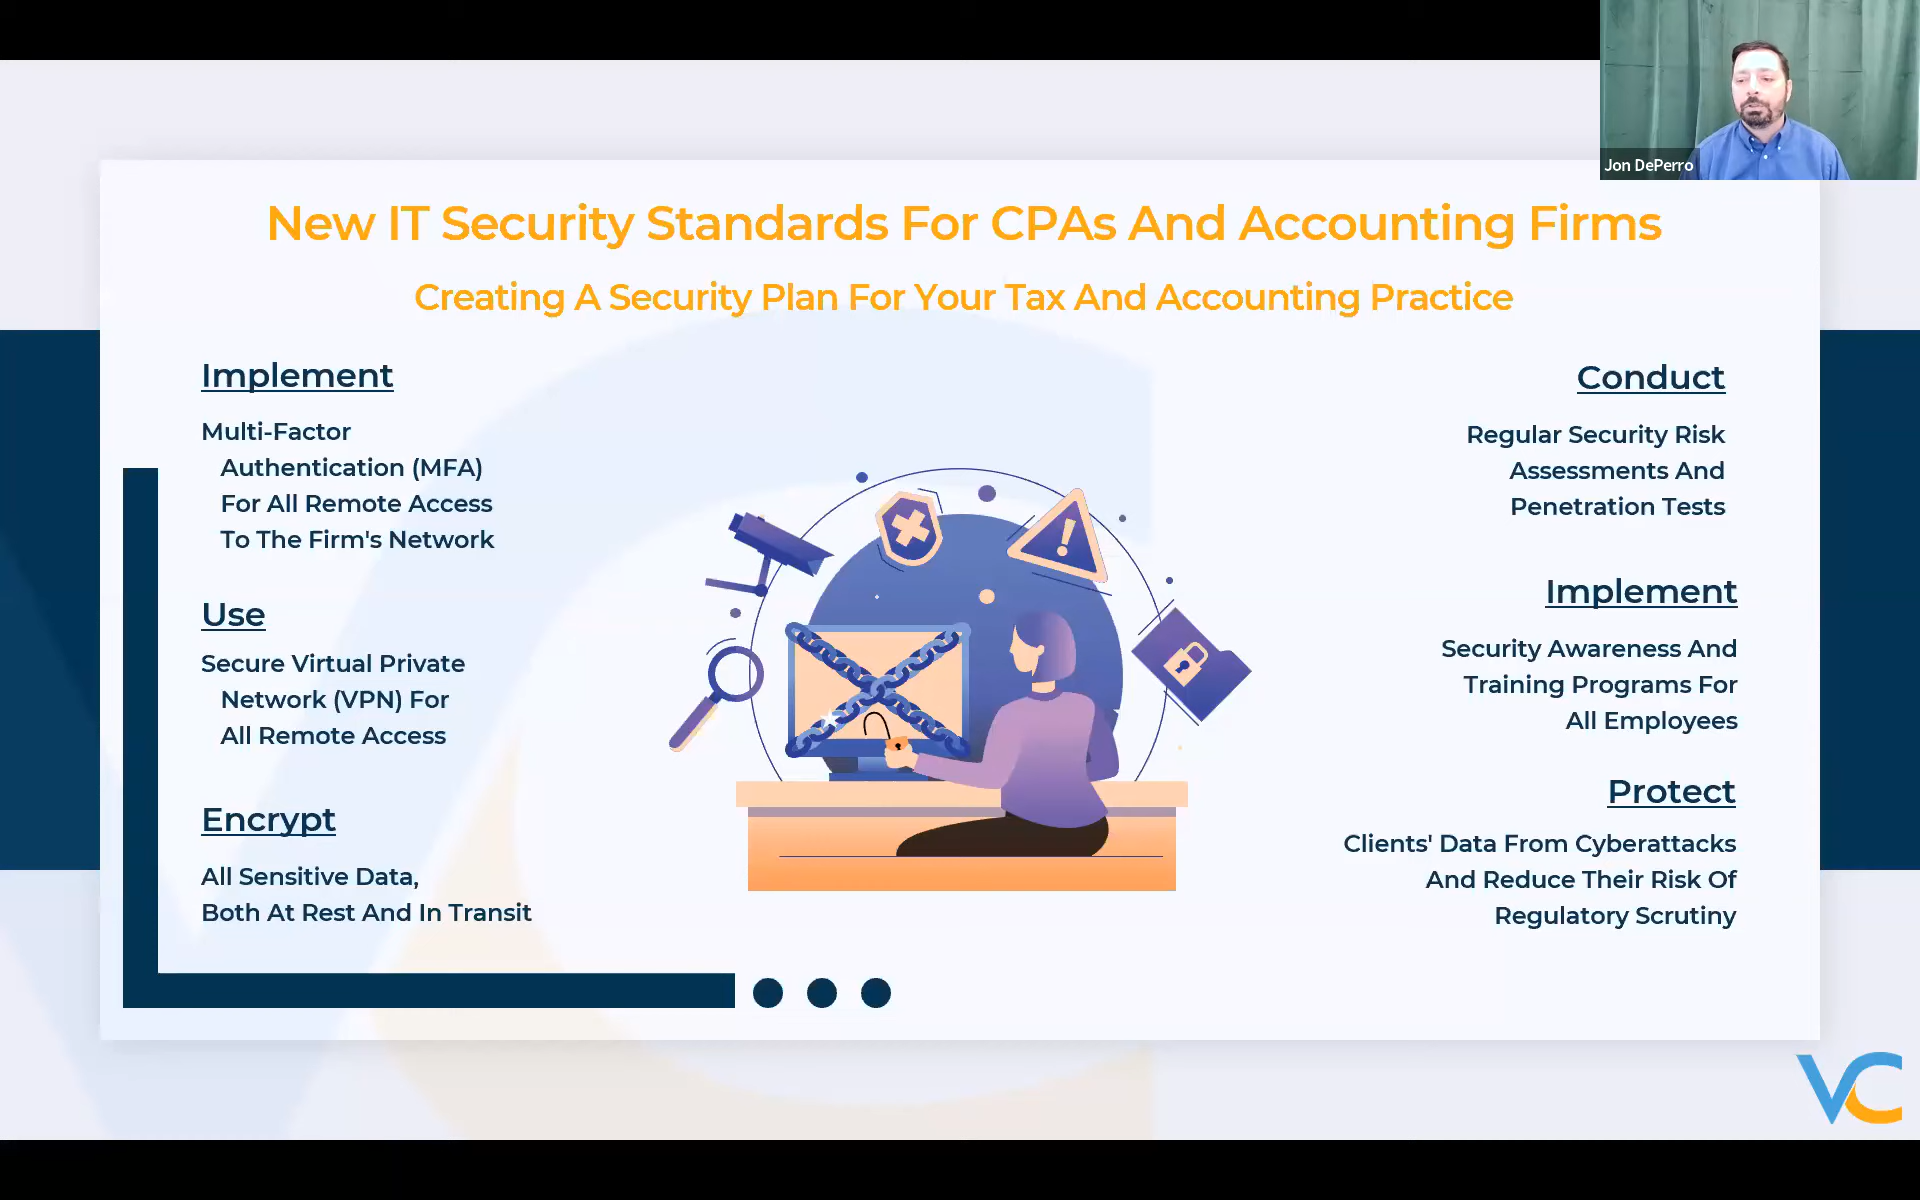 Jon DePerro
New IT Security Standards For CPAs And Accounting Firms
Creating A Security Plan For Your Tax And Accounting Practice
Implement
Multi-Factor
Authentication (MFA)
For All Remote Access
To The Firm's Network
Use
Secure Virtual Private
Network (VPN) For
All Remote Access
Encrypt
All Sensitive Data,
Both At Rest And In Transit
Conduct
Regular Security Risk
Assessments And
Penetration Tests
Implement
Security Awareness And
Training Programs For
All Employees
Protect
Clients' Data From Cyberattacks
And Reduce Their Risk Of
Regulatory Scrutiny
VC